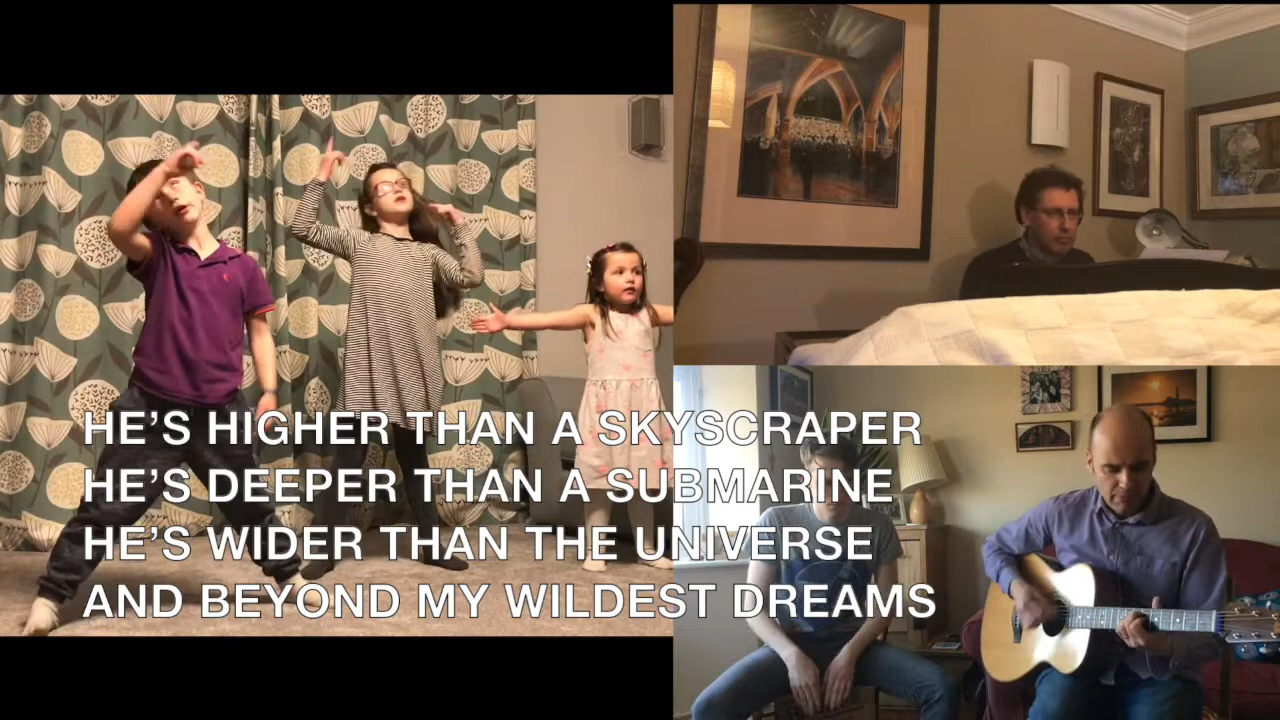 HE'S HIGHER THAN A SKYSCRAPER
HE'S DEEPER THAN A SUBMARINE
HE'S WIDER THAN THE UNIVERSE
AND BEYOND MY WILDEST DREAMS